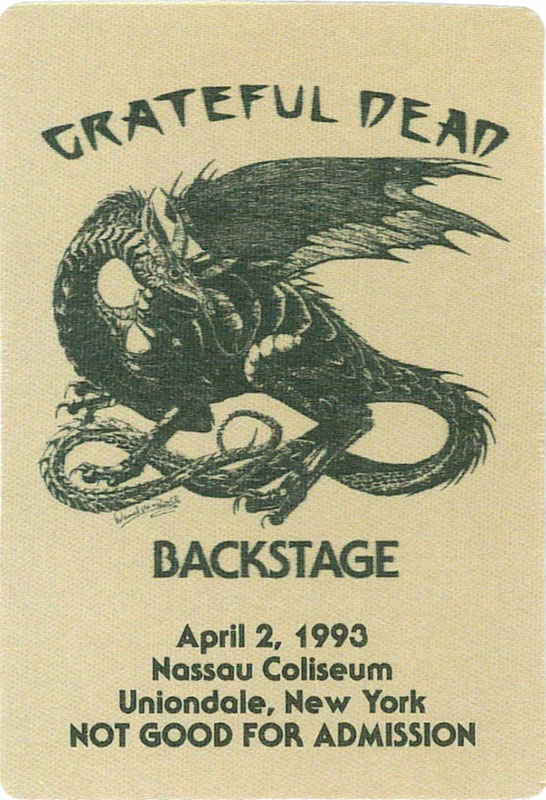 GRATEFUL DEAD
BACKSTAGE
April 2, 1993
Nassau Coliseum
Uniondale, New York
NOT GOOD FOR ADMISSION